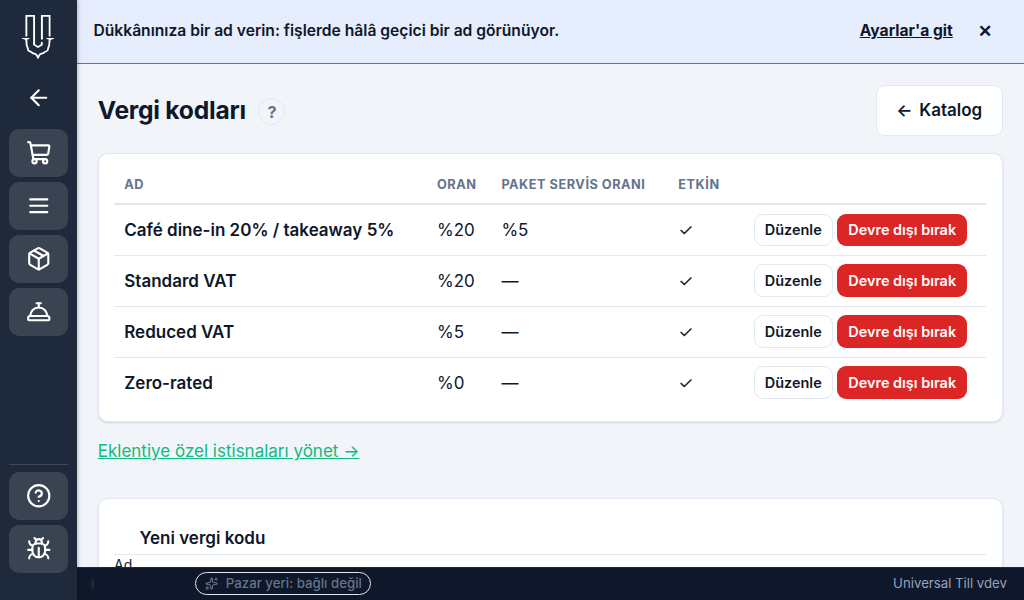 Dükkânınıza bir ad verin: fişlerde hâlâ geçici bir ad görünüyor. Ayarlar'a git ✕
Vergi kodları ? ← Katalog
AD ORAN PAKET SERVİS ORANI ETKİN
Café dine-in 20% / takeaway 5% %20 %5 ✓ Düzenle Devre dışı bırak
Standard VAT %20 — ✓ Düzenle Devre dışı bırak
Reduced VAT %5 — ✓ Düzenle Devre dışı bırak
Zero-rated %0 — ✓ Düzenle Devre dışı bırak
Eklentiye özel istisnaları yönet →
Yeni vergi kodu
Ad
Pazar yeri: bağlı değil Universal Till vdev